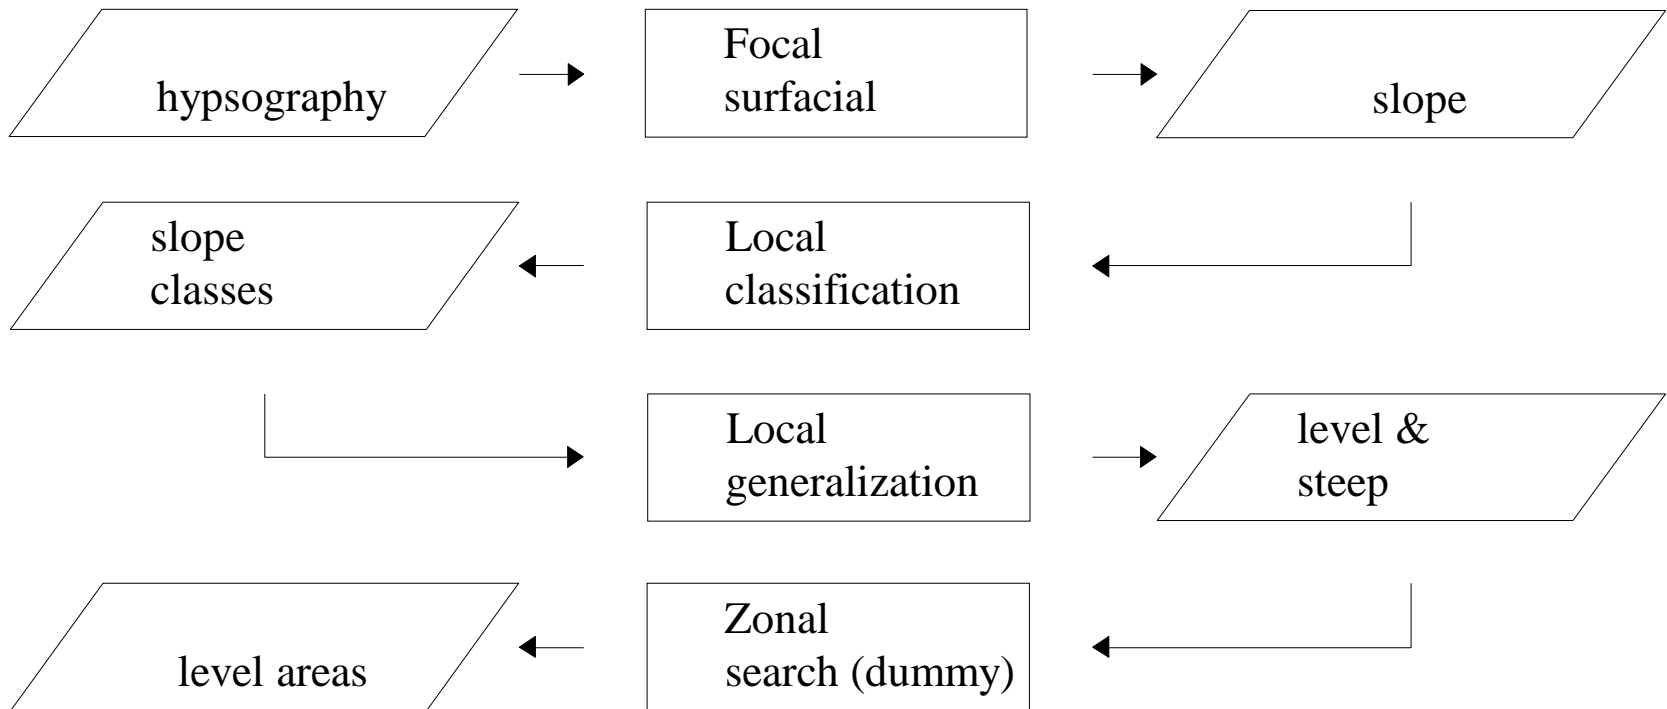 hypsography
Focal
surfacial
slope
slope
classes
Local
classification
Local
generalization
level &
steep
level areas
Zonal
search (dummy)